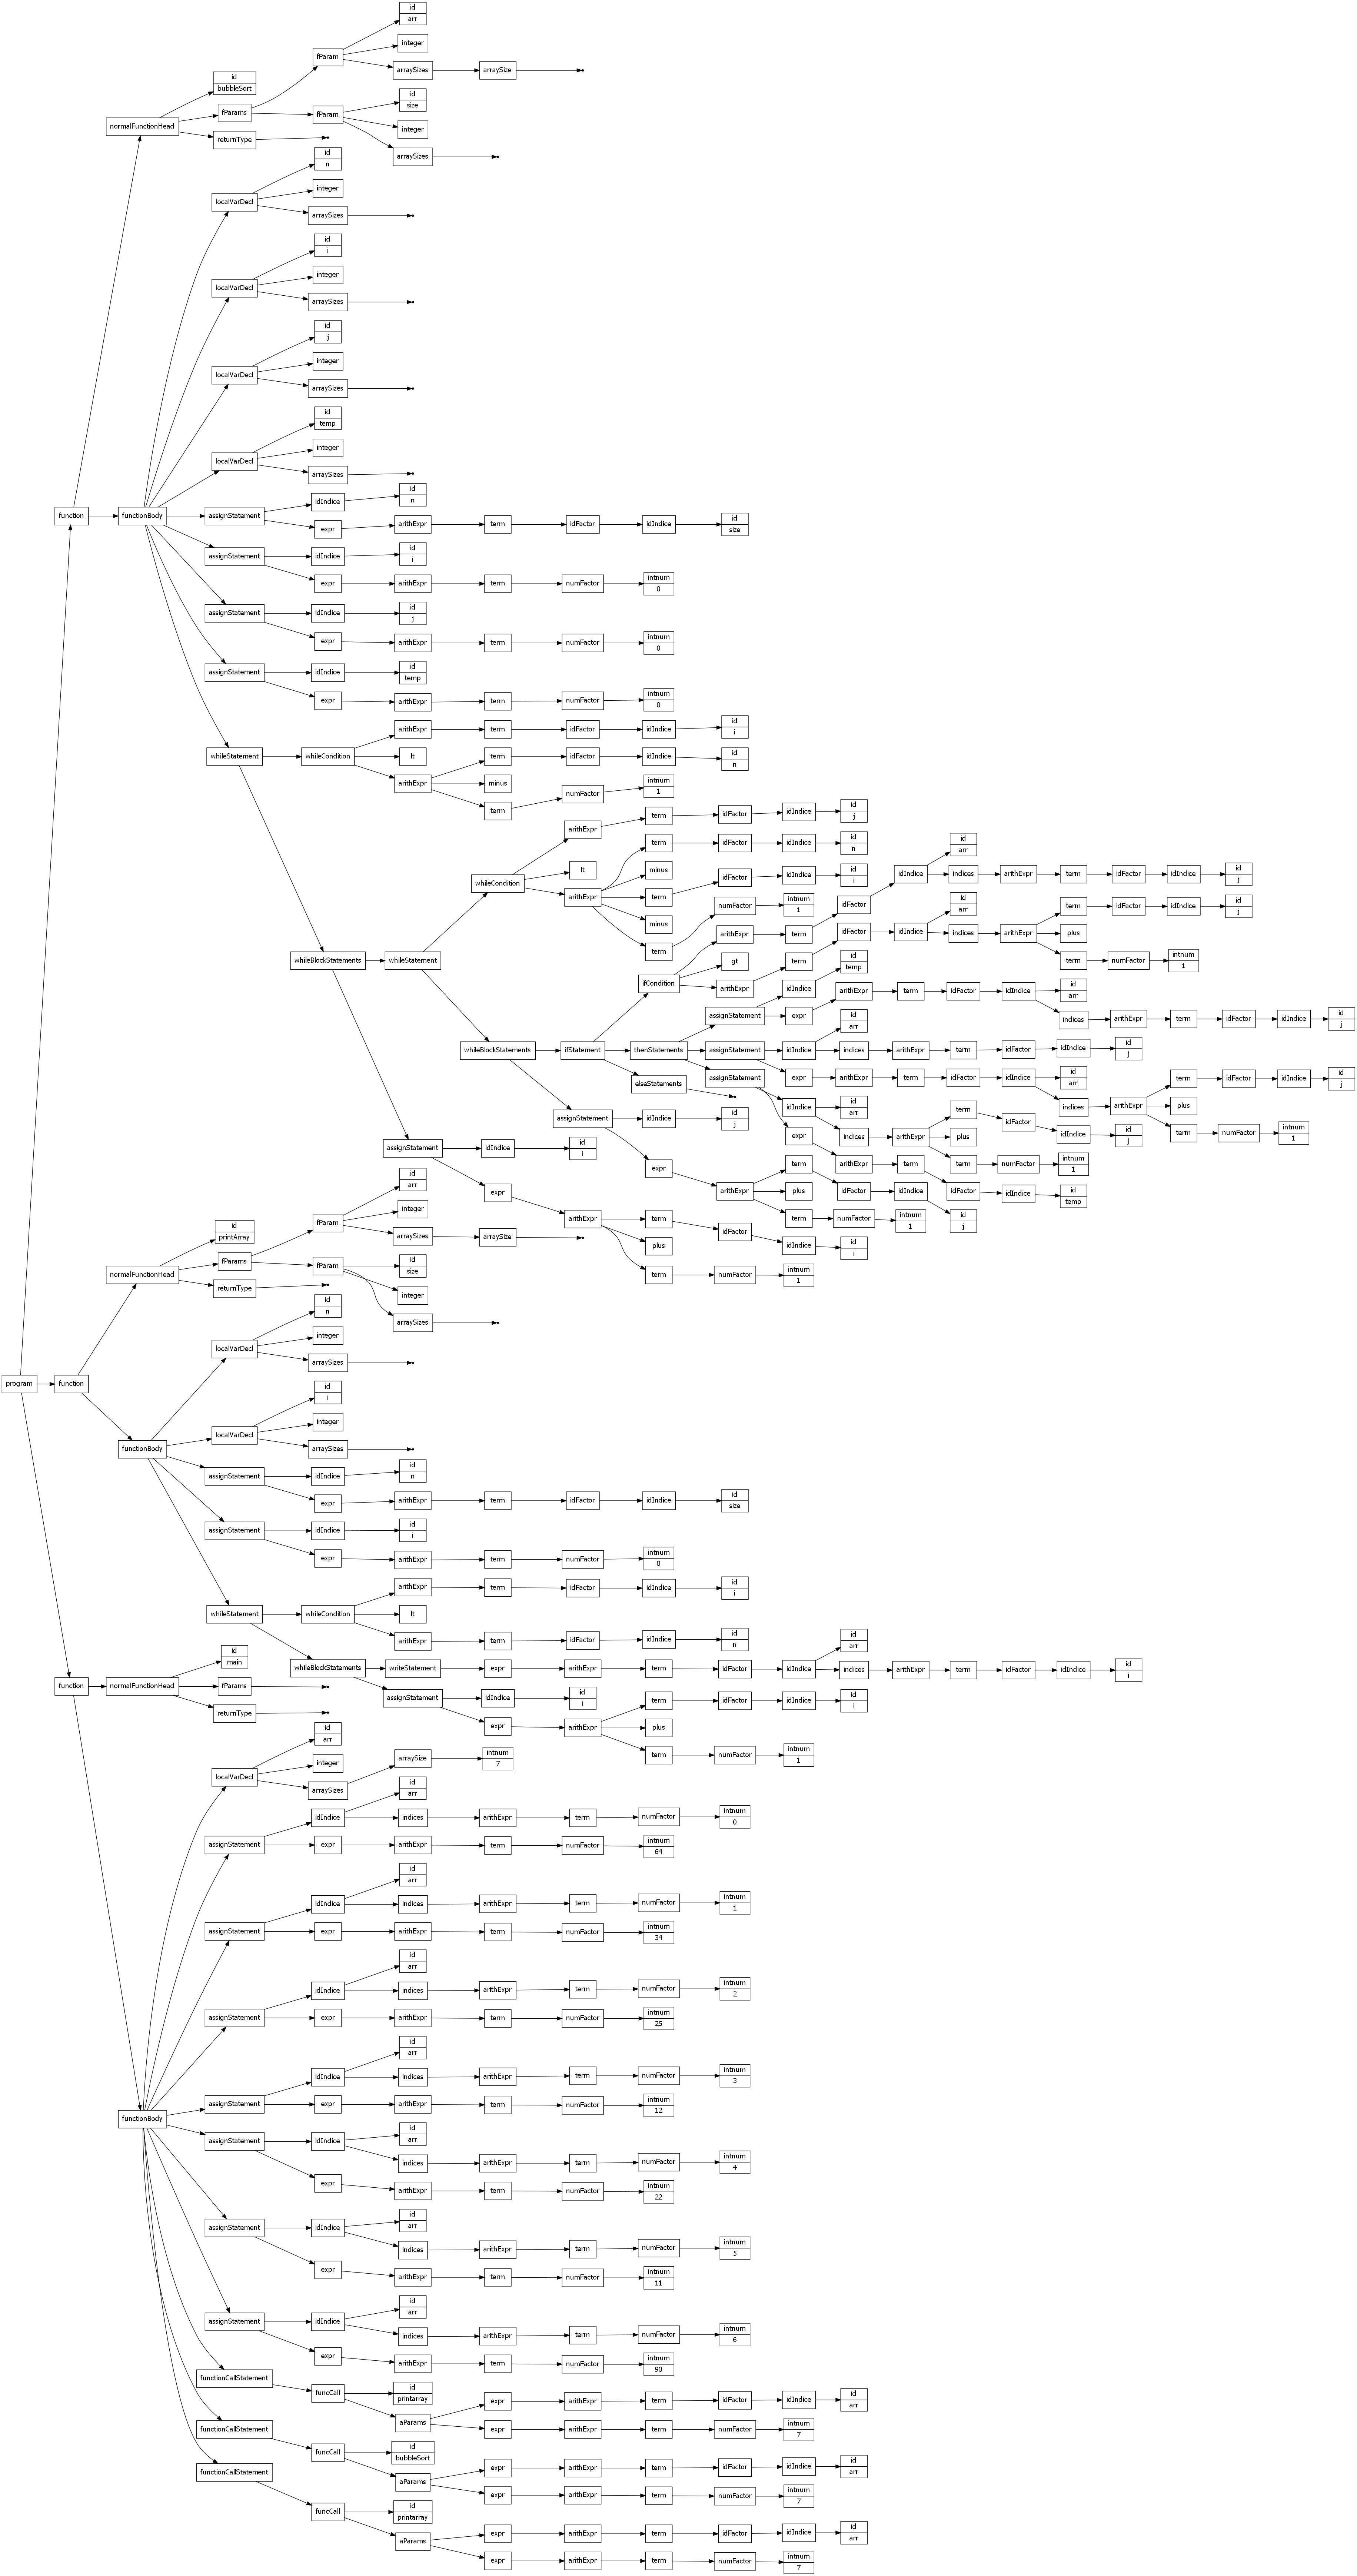 program
function
normalFunctionHead
id
bubbleSort
fParams
fParam
id
arr
integer
arraySizes arraySize
fParam
id
size
integer
arraySizes
returnType
functionBody
localVarDecl
id
n
integer
arraySizes
localVarDecl
id
i
integer
arraySizes
localVarDecl
id
j
integer
arraySizes
localVarDecl
id
temp
integer
arraySizes
assignStatement
idIndice
id
n
expr arithExpr term idFactor idIndice
id
size
assignStatement
idIndice
id
i
expr arithExpr term numFactor
intnum
0
assignStatement
idIndice
id
j
expr arithExpr term numFactor
intnum
0
assignStatement
idIndice
id
temp
expr arithExpr term numFactor
intnum
0
whileStatement
whileCondition
arithExpr term idFactor idIndice
id
i
lt
arithExpr
term idFactor idIndice
id
n
minus
term numFactor
intnum
1
whileBlockStatements
whileStatement
whileCondition
arithExpr term idFactor idIndice
id
j
lt
arithExpr
term idFactor idIndice
id
n
minus
term idFactor idIndice
id
i
minus
term numFactor
intnum
1
whileBlockStatements
ifStatement
ifCondition
arithExpr term idFactor idIndice
id
arr
indices arithExpr term idFactor idIndice
id
j
gt
arithExpr term idFactor idIndice
id
arr
indices arithExpr
term idFactor idIndice
id
j
plus
term numFactor
intnum
1
thenStatements
assignStatement
idIndice
id
temp
expr arithExpr term idFactor idIndice
id
arr
indices arithExpr term idFactor idIndice
id
j
assignStatement
idIndice
id
arr
indices arithExpr term idFactor idIndice
id
j
expr arithExpr term idFactor idIndice
id
arr
indices arithExpr
term idFactor idIndice
id
j
plus
term numFactor
intnum
1
assignStatement
idIndice
id
arr
indices arithExpr
term idFactor idIndice
id
j
plus
term numFactor
intnum
1
expr arithExpr term idFactor idIndice
id
temp
elseStatements
assignStatement
idIndice
id
j
expr arithExpr
term idFactor idIndice
id
j
plus
term numFactor
intnum
1
assignStatement
idIndice
id
i
expr arithExpr
term idFactor idIndice
id
i
plus
term numFactor
intnum
1
function
normalFunctionHead
id
printArray
fParams
fParam
id
arr
integer
arraySizes arraySize
fParam
id
size
integer
arraySizes
returnType
functionBody
localVarDecl
id
n
integer
arraySizes
localVarDecl
id
i
integer
arraySizes
assignStatement
idIndice
id
n
expr arithExpr term idFactor idIndice
id
size
assignStatement
idIndice
id
i
expr arithExpr term numFactor
intnum
0
whileStatement
whileCondition
arithExpr term idFactor idIndice
id
i
lt
arithExpr term idFactor idIndice
id
n
whileBlockStatements
writeStatement expr arithExpr term idFactor idIndice
id
arr
indices arithExpr term idFactor idIndice
id
i
assignStatement
idIndice
id
i
expr arithExpr
term idFactor idIndice
id
i
plus
term numFactor
intnum
1
function
normalFunctionHead
id
main
fParams
returnType
functionBody
localVarDecl
id
arr
integer
arraySizes arraySize
intnum
7
assignStatement
idIndice
id
arr
indices arithExpr term numFactor
intnum
0
expr arithExpr term numFactor
intnum
64
assignStatement
idIndice
id
arr
indices arithExpr term numFactor
intnum
1
expr arithExpr term numFactor
intnum
34
assignStatement
idIndice
id
arr
indices arithExpr term numFactor
intnum
2
expr arithExpr term numFactor
intnum
25
assignStatement
idIndice
id
arr
indices arithExpr term numFactor
intnum
3
expr arithExpr term numFactor
intnum
12
assignStatement
idIndice
id
arr
indices arithExpr term numFactor
intnum
4
expr arithExpr term numFactor
intnum
22
assignStatement
idIndice
id
arr
indices arithExpr term numFactor
intnum
5
expr arithExpr term numFactor
intnum
11
assignStatement
idIndice
id
arr
indices arithExpr term numFactor
intnum
6
expr arithExpr term numFactor
intnum
90
functionCallStatement
funcCall
id
printarray
aParams
expr arithExpr term idFactor idIndice
id
arr
expr arithExpr term numFactor
intnum
7
functionCallStatement
funcCall
id
bubbleSort
aParams
expr arithExpr term idFactor idIndice
id
arr
expr arithExpr term numFactor
intnum
7
functionCallStatement
funcCall
id
printarray
aParams
expr arithExpr term idFactor idIndice
id
arr
expr arithExpr term numFactor
intnum
7